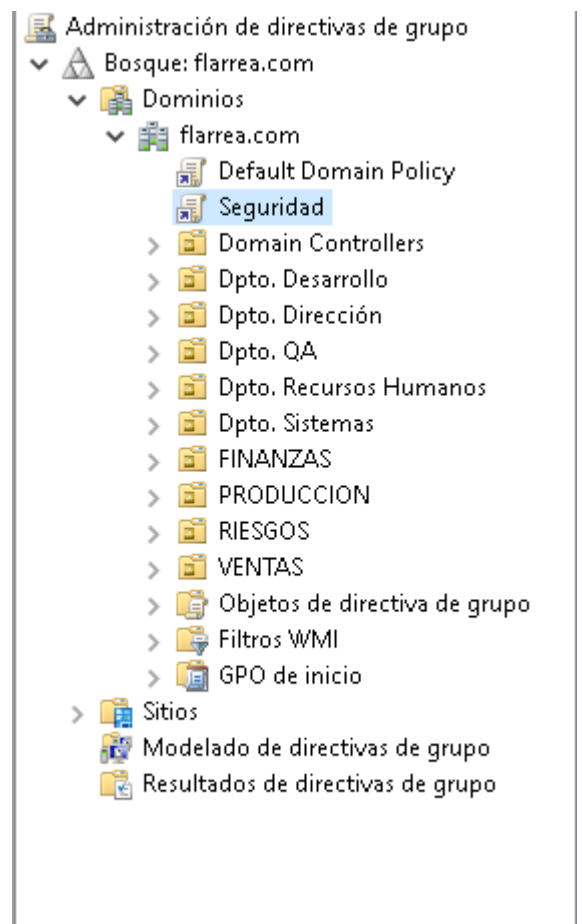 Administración de directivas de grupo
Bosque: flarrea.com
Dominios
flarrea.com
Default Domain Policy
Seguridad
Domain Controllers
Dpto. Desarrollo
Dpto. Dirección
Dpto. QA
Dpto. Recursos Humanos
Dpto. Sistemas
FINANZAS
PRODUCCION
RIESGOS
VENTAS
Objetos de directiva de grupo
Filtros WMI
GPO de inicio
Sitios
Modelado de directivas de grupo
Resultados de directivas de grupo